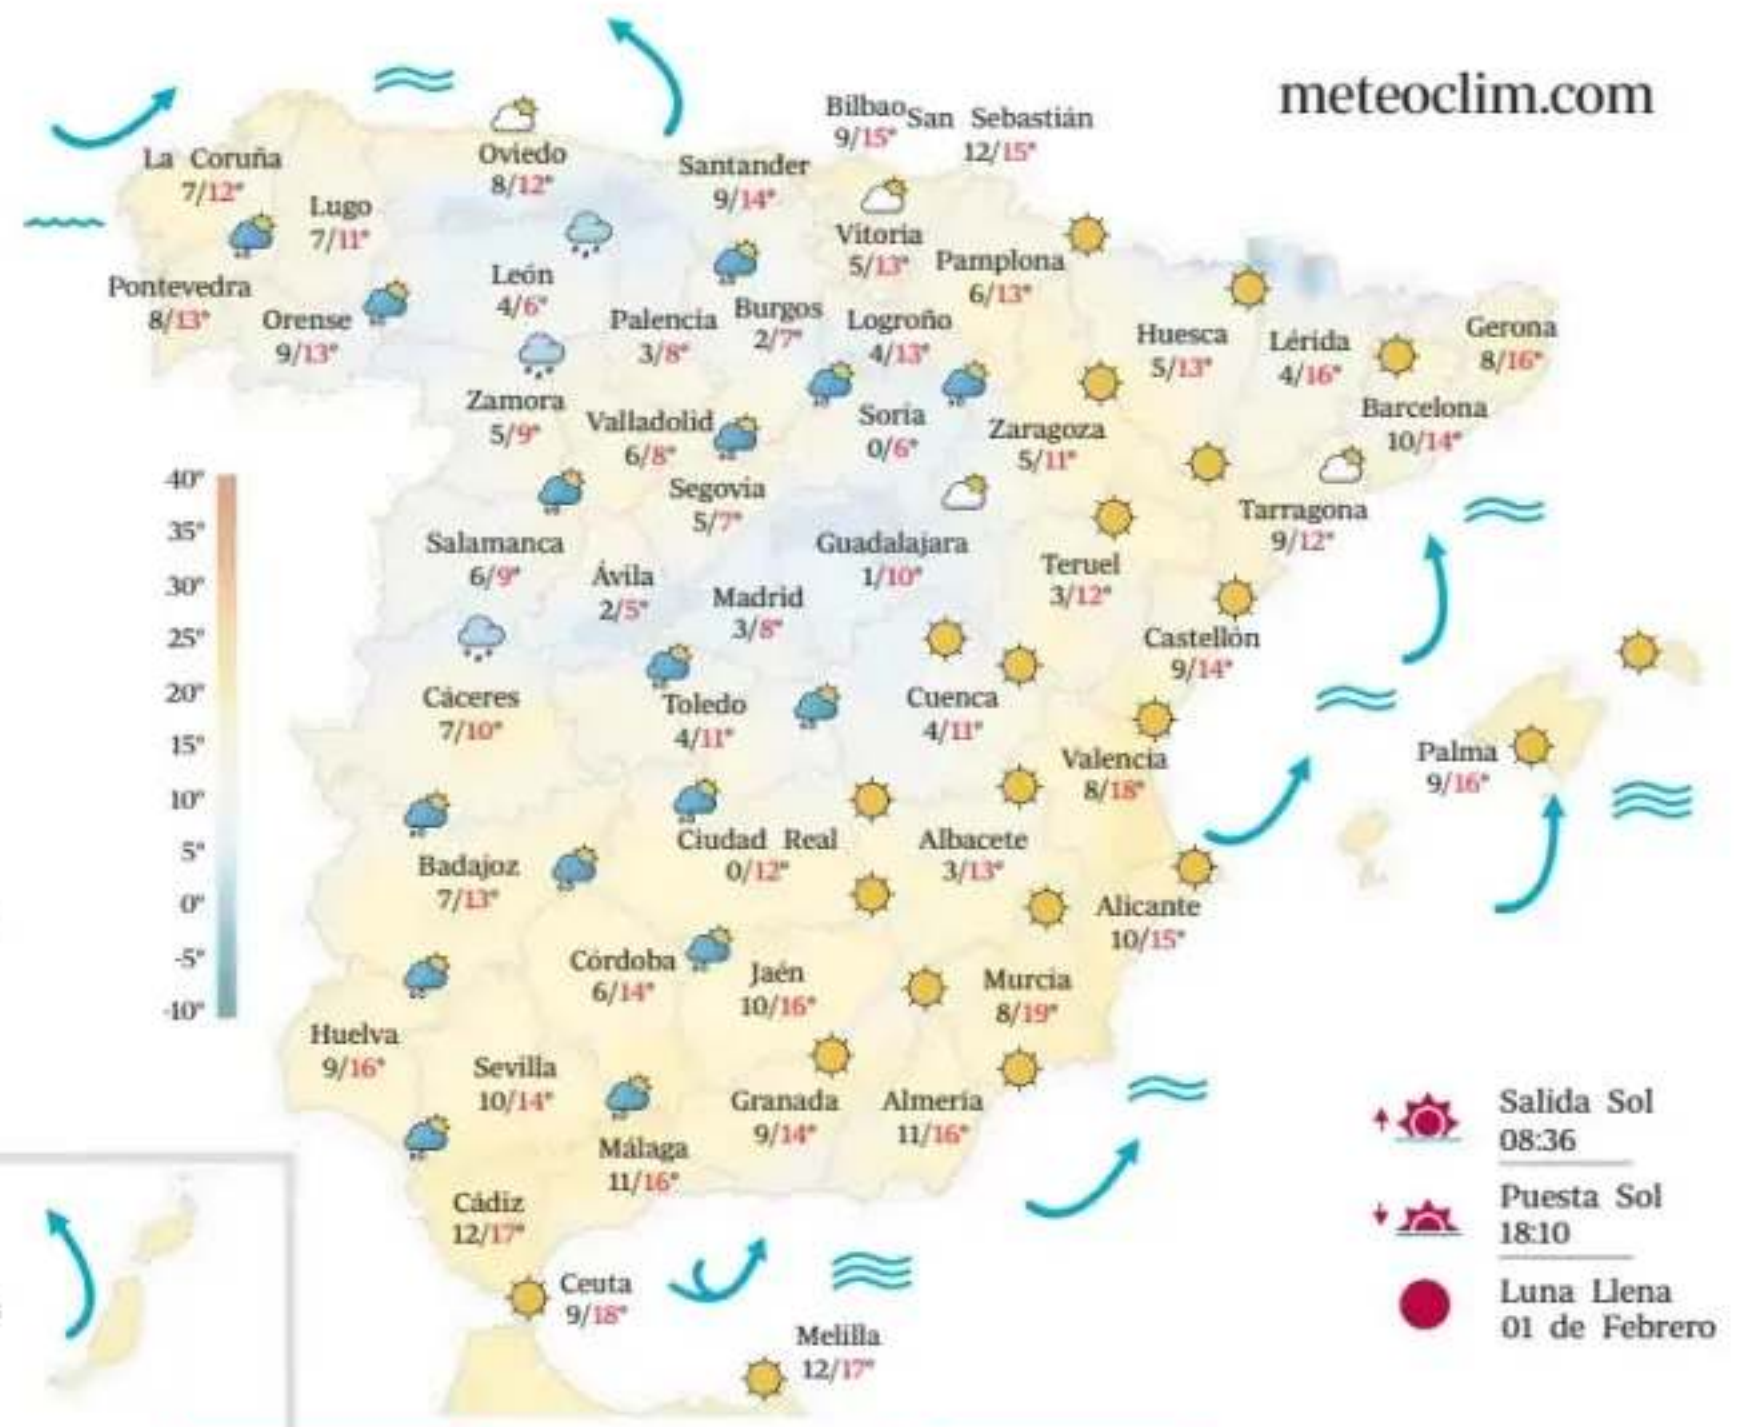 meteoclim.com
Bilbao
9/15°
San Sebastián
12/15°
La Coruña
7/12°
Oviedo
8/12°
Santander
9/14°
Lugo
7/11°
Vitoria
5/13°
Pamplona
6/13°
Pontevedra
8/13°
Orense
9/13°
León
4/6°
Palencia
3/8°
Burgos
2/7°
Logroño
4/13°
Huesca
5/13°
Lérida
4/16°
Gerona
8/16°
Zamora
5/9°
Valladolid
6/8°
Soria
0/6°
Zaragoza
5/11°
Barcelona
10/14°
Segovia
5/7°
Tarragona
9/12°
Salamanca
6/9°
Ávila
2/5°
Madrid
3/8°
Guadalajara
1/10°
Teruel
3/12°
Castellón
9/14°
Cáceres
7/10°
Toledo
4/11°
Cuenca
4/11°
Valencia
8/18°
Palma
9/16°
Badajoz
7/13°
Ciudad Real
0/12°
Albacete
3/13°
Alicante
10/15°
Córdoba
6/14°
Jaén
10/16°
Murcia
8/19°
Huelva
9/16°
Sevilla
10/14°
Málaga
11/16°
Granada
9/14°
Almería
11/16°
Cádiz
12/17°
Ceuta
9/18°
Melilla
12/17°
40°
35°
30°
25°
20°
15°
10°
5°
0°
-5°
-10°
Salida Sol
08:36
Puesta Sol
18:10
Luna Llena
01 de Febrero